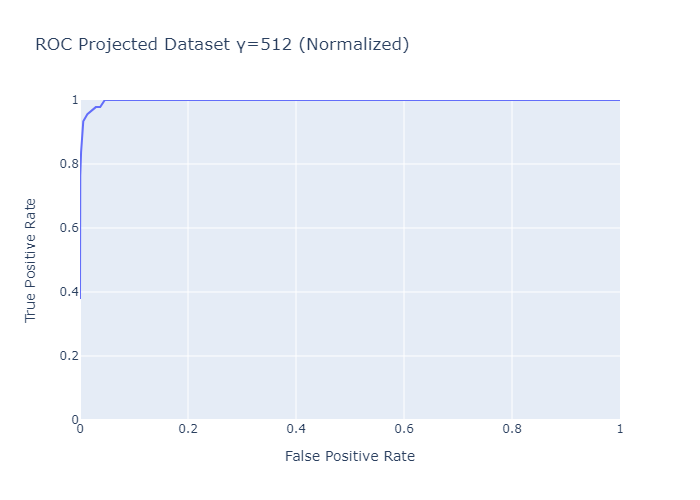 ROC Projected Dataset γ=512 (Normalized)
1
0.8
0.6
0.4
0.2
0
0 0.2 0.4 0.6 0.8 1
True Positive Rate
False Positive Rate